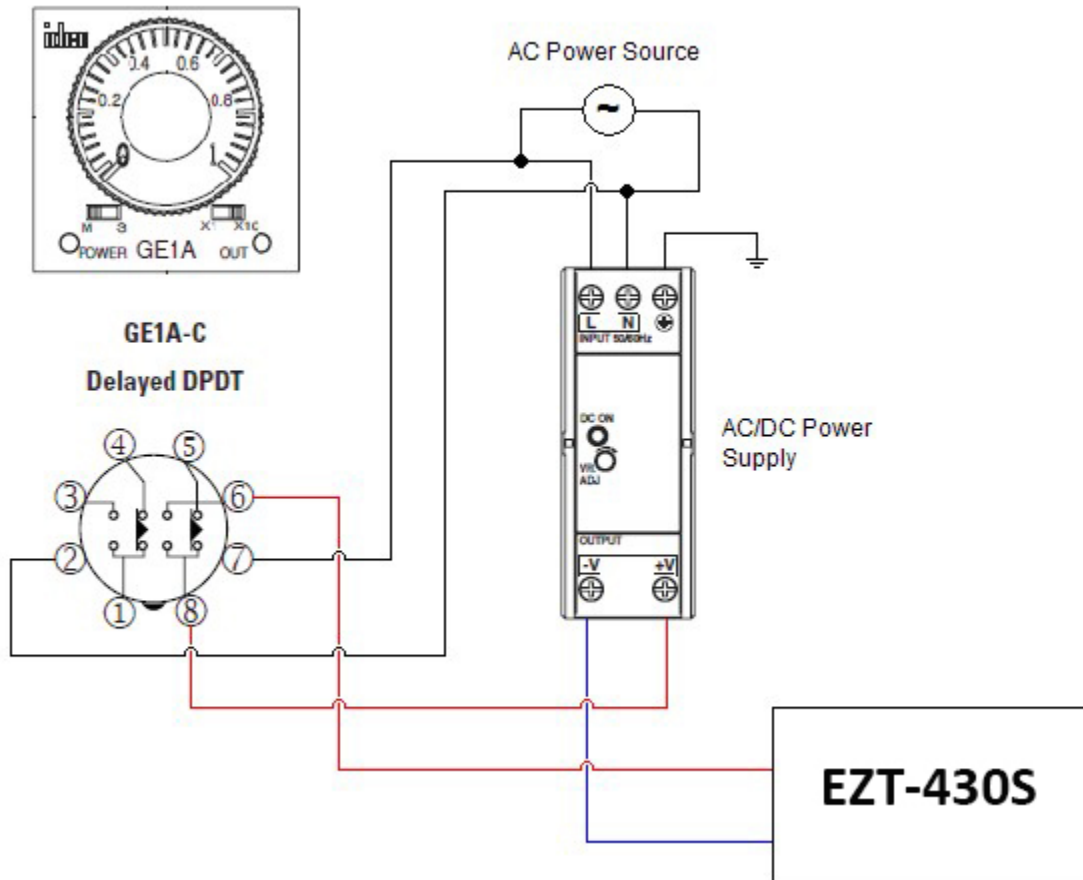 idec
AC Power Source
0.4 0.6
0.2 0.8
0 1
M S X1 X10
POWER GE1A OUT
GE1A-C
Delayed DPDT
4 5
3 6
2 7
1 8
~
L N
INPUT 50/60Hz
DC ON
VR.
ADJ
AC/DC Power
Supply
OUTPUT
-V +V
EZT-430S